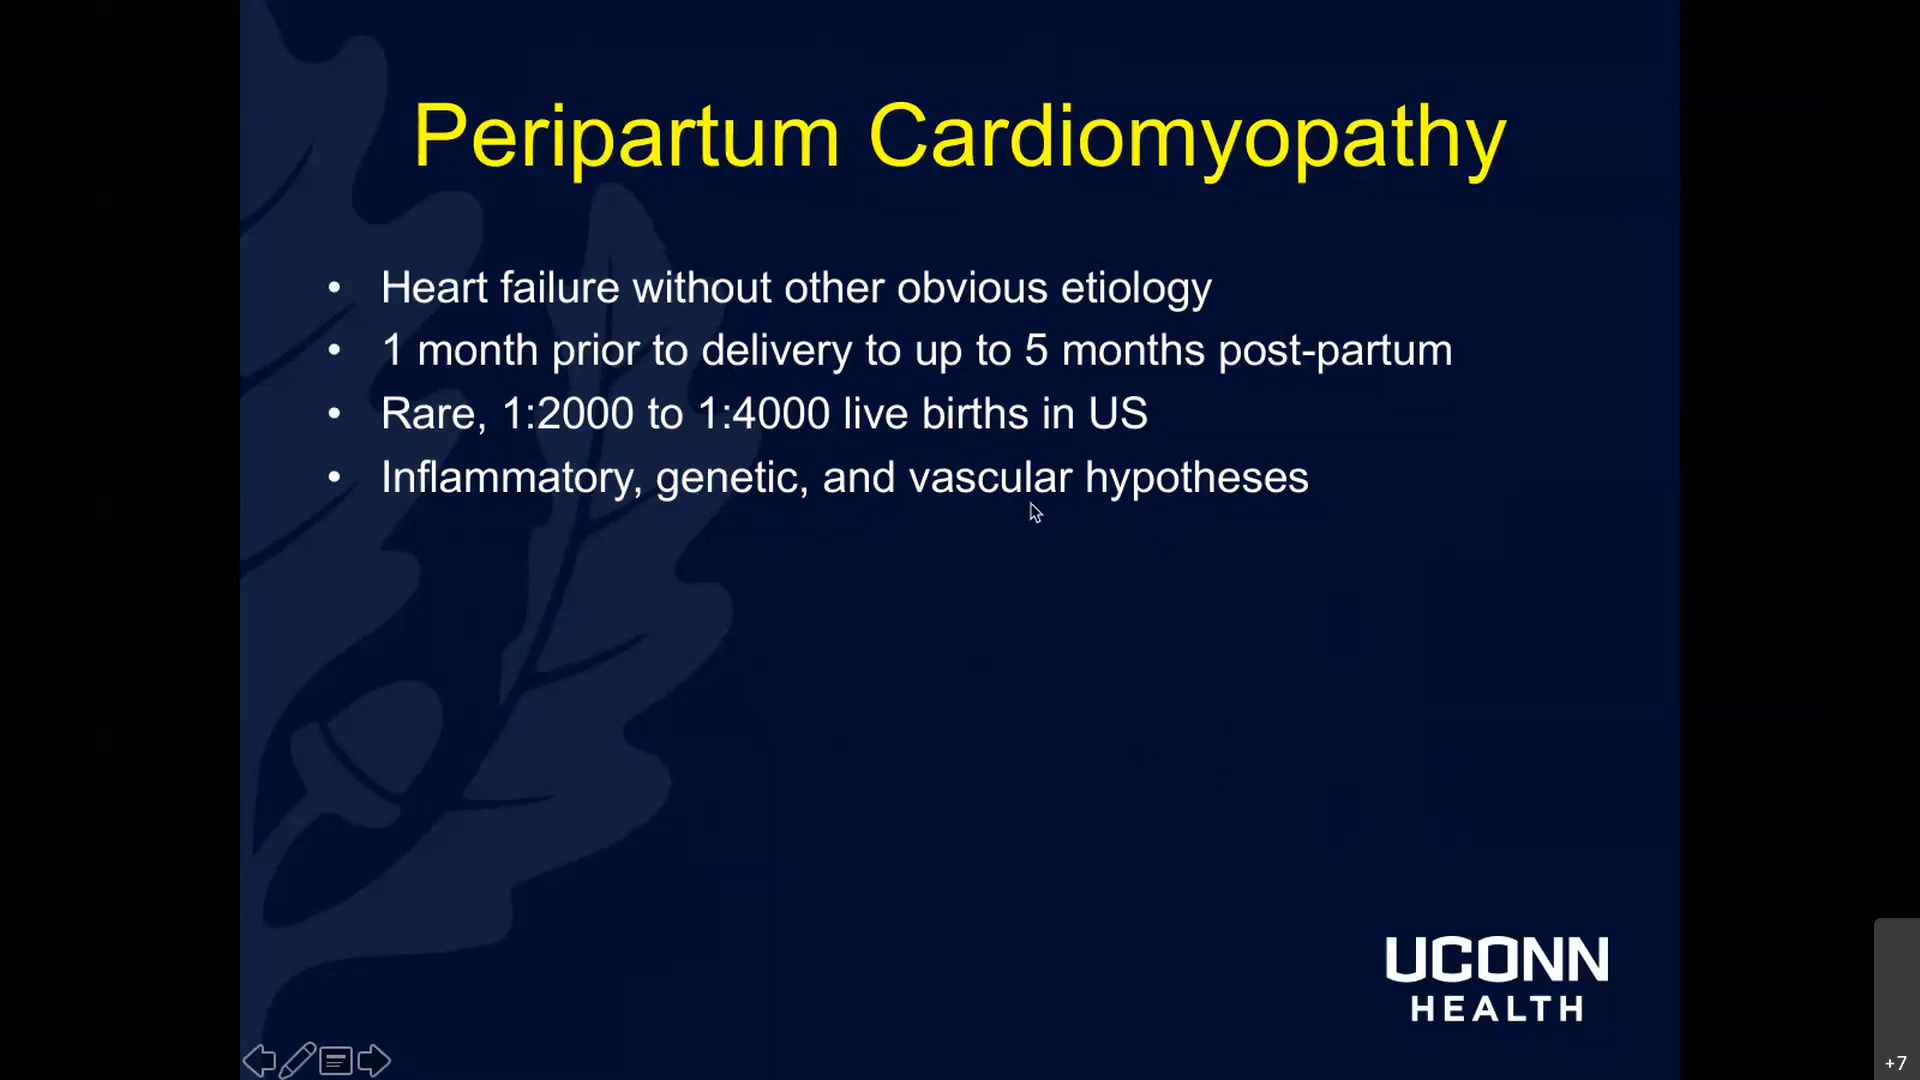 Peripartum Cardiomyopathy
• Heart failure without other obvious etiology
• 1 month prior to delivery to up to 5 months post-partum
• Rare, 1:2000 to 1:4000 live births in US
• Inflammatory, genetic, and vascular hypotheses
UCONN
HEALTH
+7